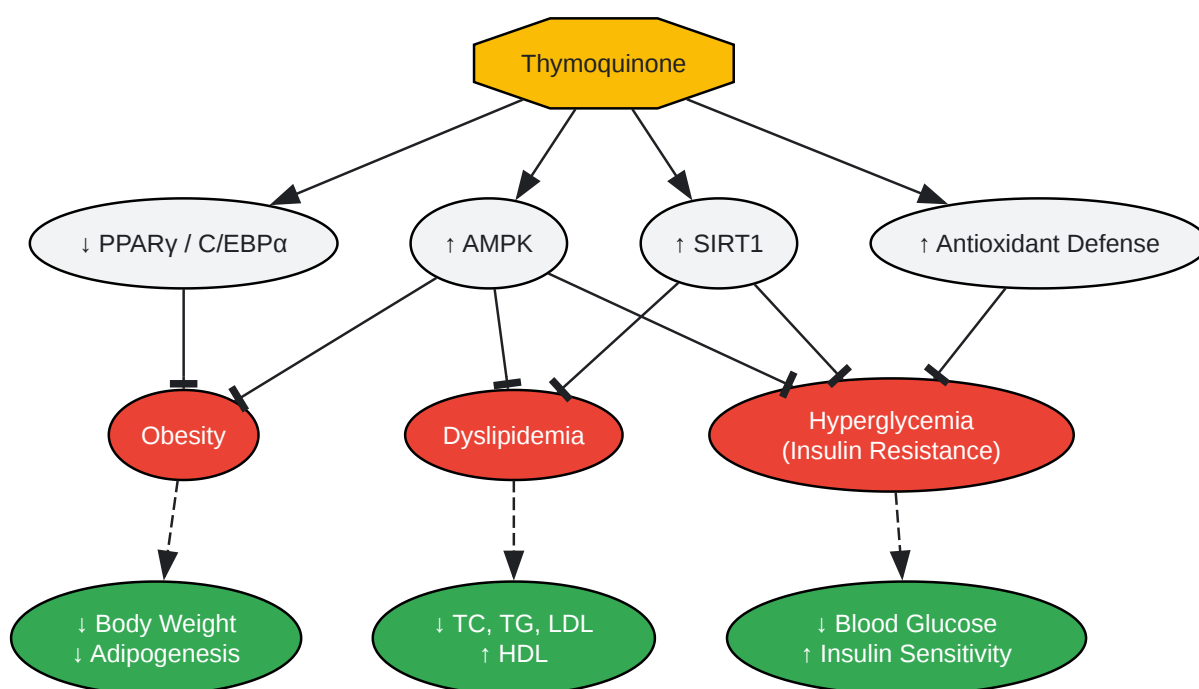 Thymoquinone
↓ PPARγ / C/EBPα
↑ AMPK
↑ SIRT1
↑ Antioxidant Defense
Obesity
Dyslipidemia
Hyperglycemia
(Insulin Resistance)
↓ Body Weight
↓ Adipogenesis
↓ TC, TG, LDL
↑ HDL
↓ Blood Glucose
↑ Insulin Sensitivity